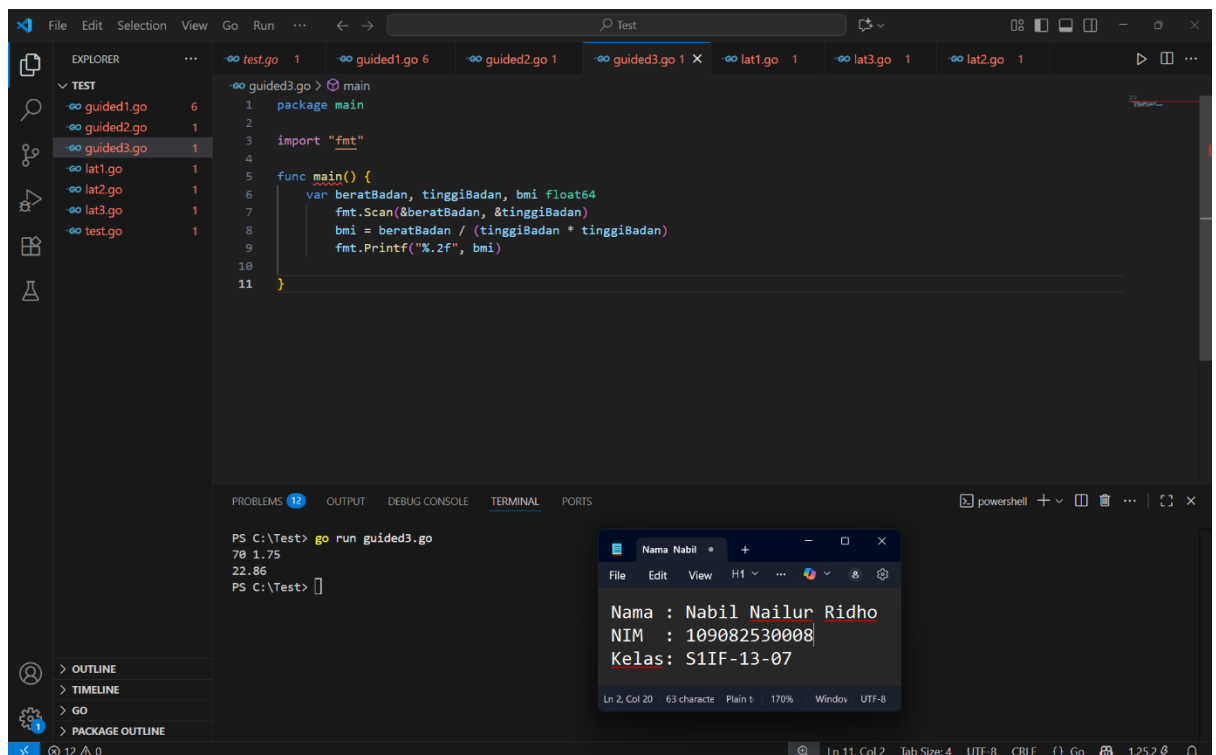 File Edit Selection View Go Run ··· Test
EXPLORER ···
TEST
guided1.go 6
guided2.go 1
guided3.go 1
lat1.go 1
lat2.go 1
lat3.go 1
test.go 1
test.go 1 guided1.go 6 guided2.go 1 guided3.go 1 lat1.go 1 lat3.go 1 lat2.go 1
guided3.go > main
1 package main
2
3 import "fmt"
4
5 func main() {
6 var beratBadan, tinggiBadan, bmi float64
7 fmt.Scan(&beratBadan, &tinggiBadan)
8 bmi = beratBadan / (tinggiBadan * tinggiBadan)
9 fmt.Printf("%.2f", bmi)
10
11 }
PROBLEMS 12 OUTPUT DEBUG CONSOLE TERMINAL PORTS powershell
PS C:\Test> go run guided3.go
70 1.75
22.86
PS C:\Test>
Nama Nabil
File Edit View H1 ···
Nama : Nabil Nailur Ridho
NIM : 109082530008
Kelas: S1IF-13-07
Ln 2, Col 20 63 characte Plain t 170% Windov UTF-8
OUTLINE
TIMELINE
GO
PACKAGE OUTLINE
12 0 Ln 11, Col 2 Tab Size: 4 UTF-8 CRLF {} Go 1.25.2